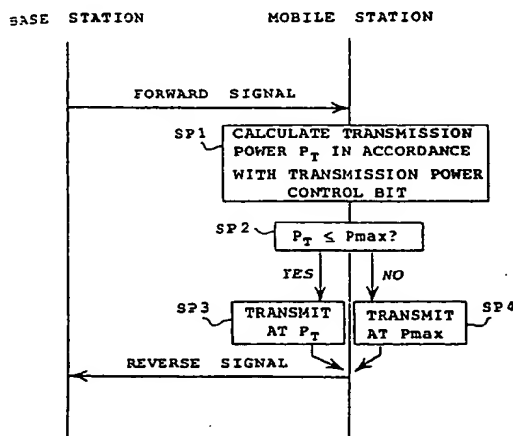 BASE STATION MOBILE STATION
FORWARD SIGNAL
SP1
CALCULATE TRANSMISSION
POWER PT IN ACCORDANCE
WITH TRANSMISSION POWER
CONTROL BIT
SP2
PT ≤ Pmax?
YES NO
SP3
TRANSMIT
AT PT
TRANSMIT
AT Pmax
SP4
REVERSE SIGNAL